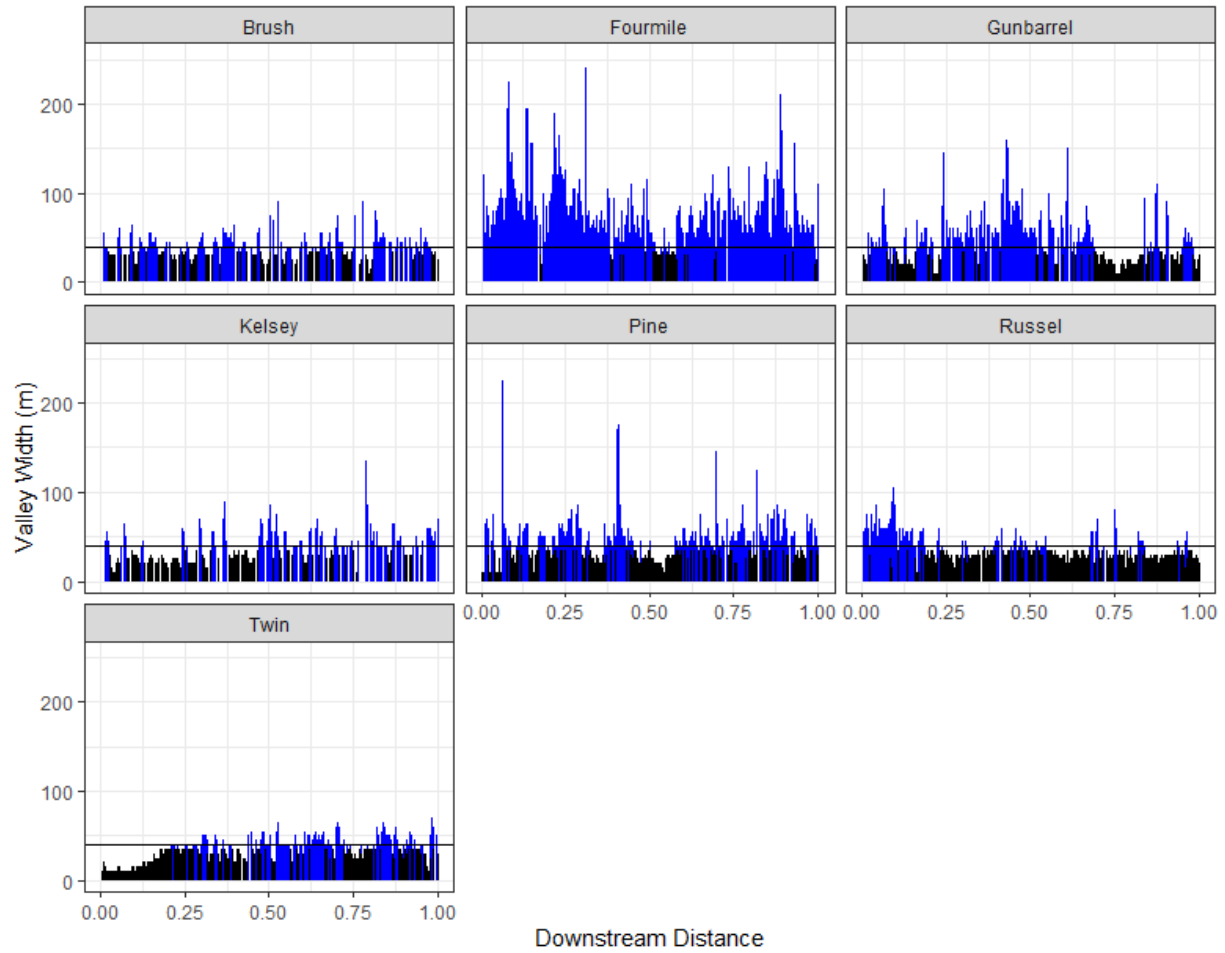 Brush Fourmile Gunbarrel
200
100
0
Kelsey Pine Russel
Valley Width (m)
200
100
0
0.00 0.25 0.50 0.75 1.00 0.00 0.25 0.50 0.75 1.00
Twin
200
100
0
0.00 0.25 0.50 0.75 1.00
Downstream Distance